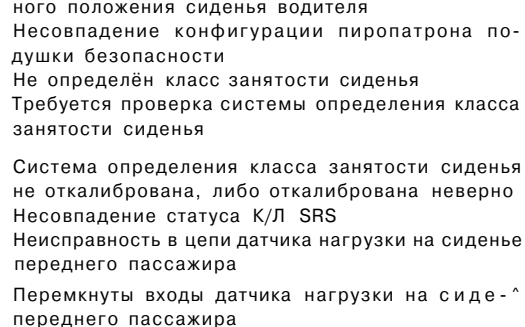 ного положения сиденья водителя
Несовпадение конфигурации пиропатрона по-
душки безопасности
Не определён класс занятости сиденья
Требуется проверка системы определения класса
занятости сиденья
Система определения класса занятости сиденья
не откалибрована, либо откалибрована неверно
Несовпадение статуса К/Л SRS
Неисправность в цепи датчика нагрузки на сиденье
переднего пассажира
Перемкнуты входы датчика нагрузки на сиде-^
переднего пассажира